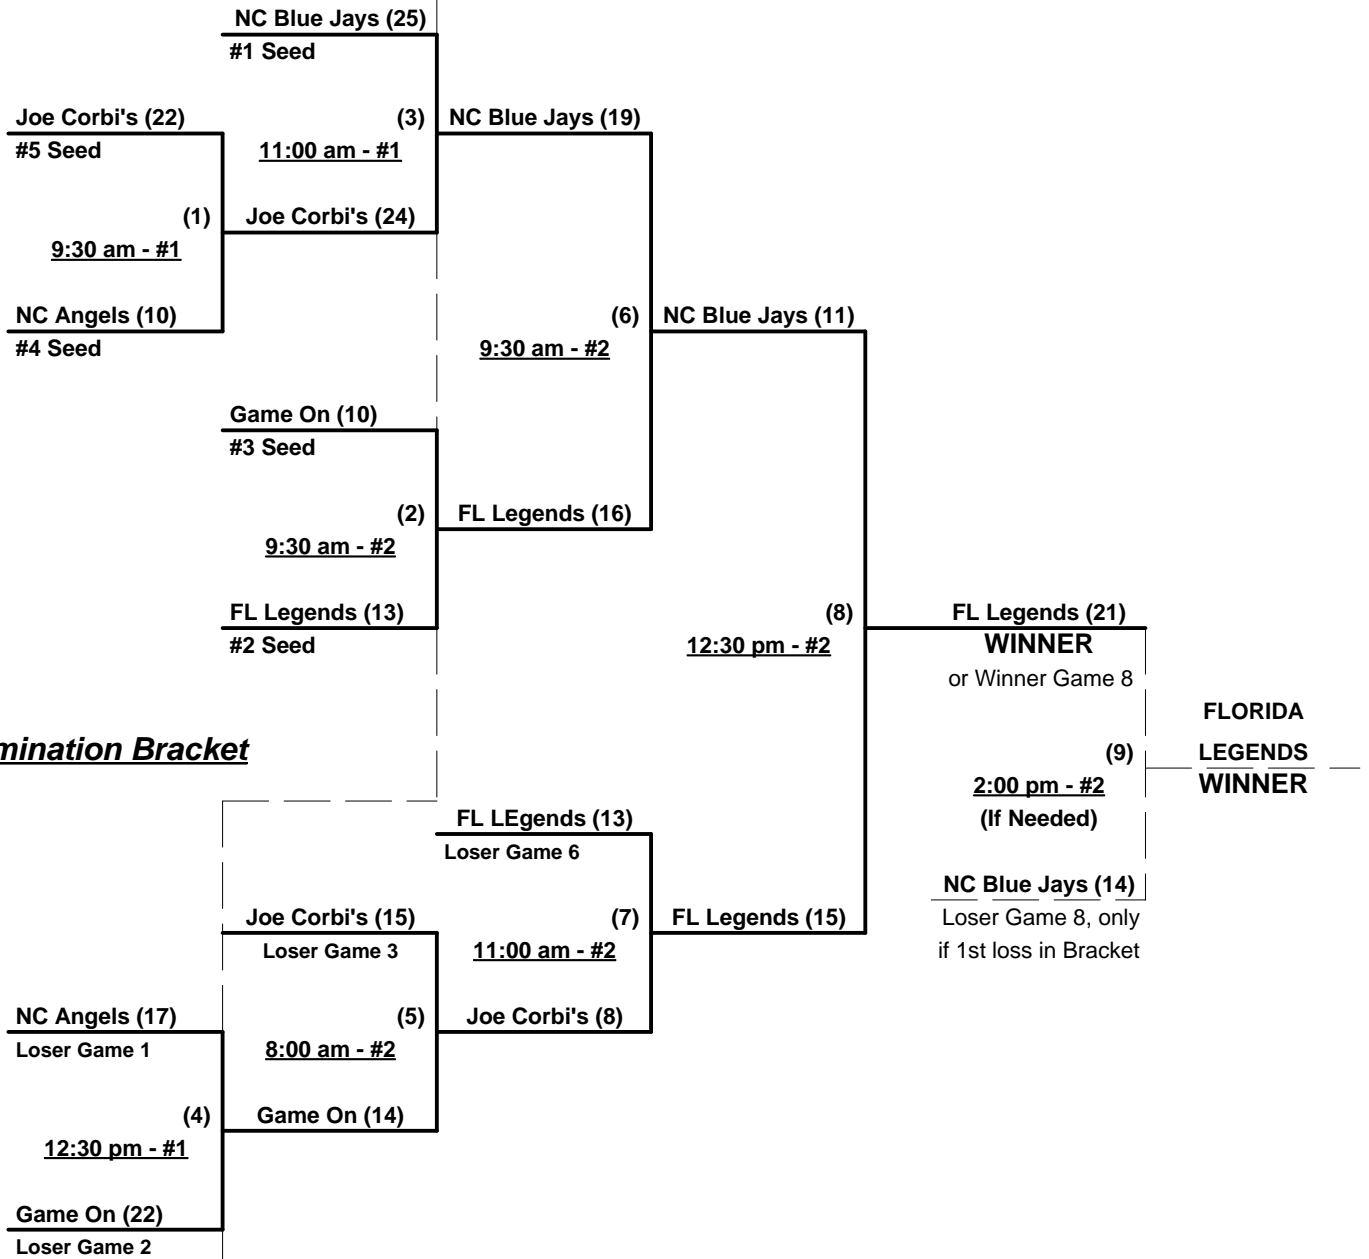 NC Blue Jays (25)
#1 Seed
Joe Corbi's (22)
(3)
NC Blue Jays (19)
#5 Seed
11:00 am - #1
(1)
Joe Corbi's (24)
9:30 am - #1
NC Angels (10)
(6)
NC Blue Jays (11)
#4 Seed
9:30 am - #2
Game On (10)
#3 Seed
(2)
FL Legends (16)
9:30 am - #2
FL Legends (13)
(8)
FL Legends (21)
#2 Seed
12:30 pm - #2
WINNER
or Winner Game 8
FLORIDA
mination Bracket
(9)
LEGENDS
2:00 pm - #2
WINNER
FL LEgends (13)
(If Needed)
Loser Game 6
NC Blue Jays (14)
Joe Corbi's (15)
(7)
FL Legends (15)
Loser Game 8, only
Loser Game 3
11:00 am - #2
if 1st loss in Bracket
NC Angels (17)
(5)
Joe Corbi's (8)
Loser Game 1
8:00 am - #2
(4)
Game On (14)
12:30 pm - #1
Game On (22)
Loser Game 2